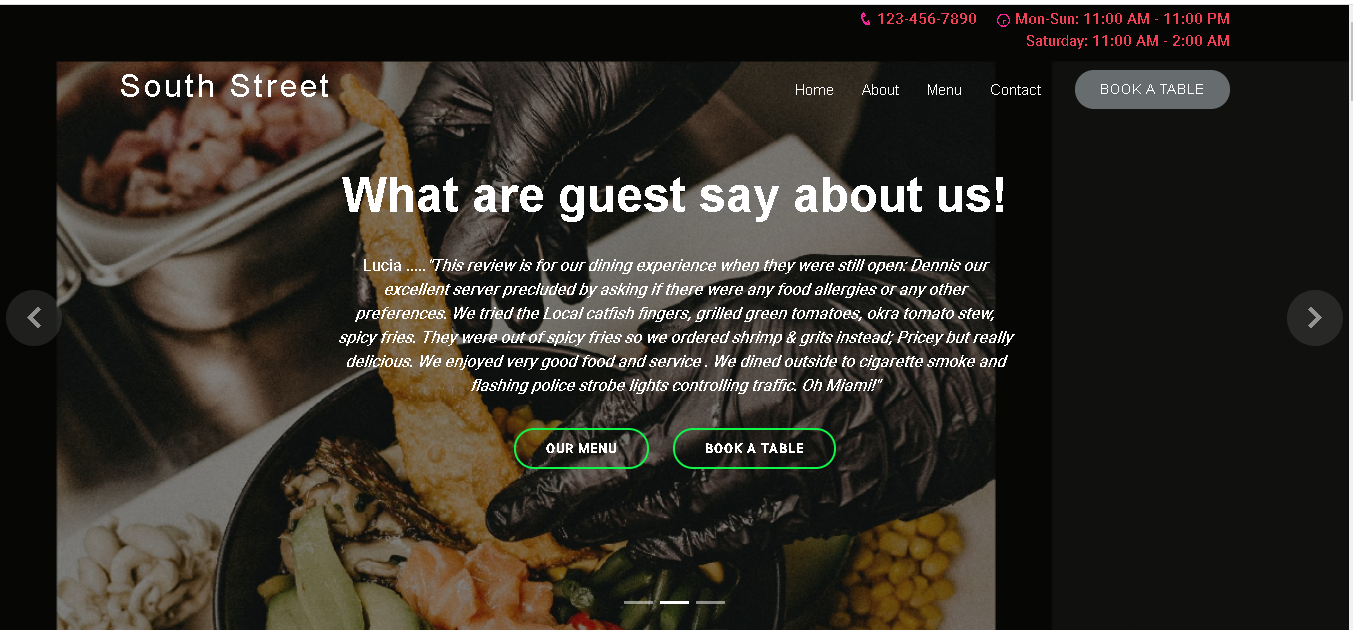 123-456-7890 Mon-Sun: 11:00 AM - 11:00 PM
Saturday: 11:00 AM - 2:00 AM
South Street
Home About Menu Contact BOOK A TABLE
What are guest say about us!
Lucia ....."This review is for our dining experience when they were still open: Dennis our
excellent server precluded by asking if there were any food allergies or any other
preferences. We tried the Local catfish fingers, grilled green tomatoes, okra tomato stew,
spicy fries. They were out of spicy fries so we ordered shrimp & grits instead; Pricey but really
delicious. We enjoyed very good food and service . We dined outside to cigarette smoke and
flashing police strobe lights controlling traffic. Oh Miami!"
OUR MENU BOOK A TABLE